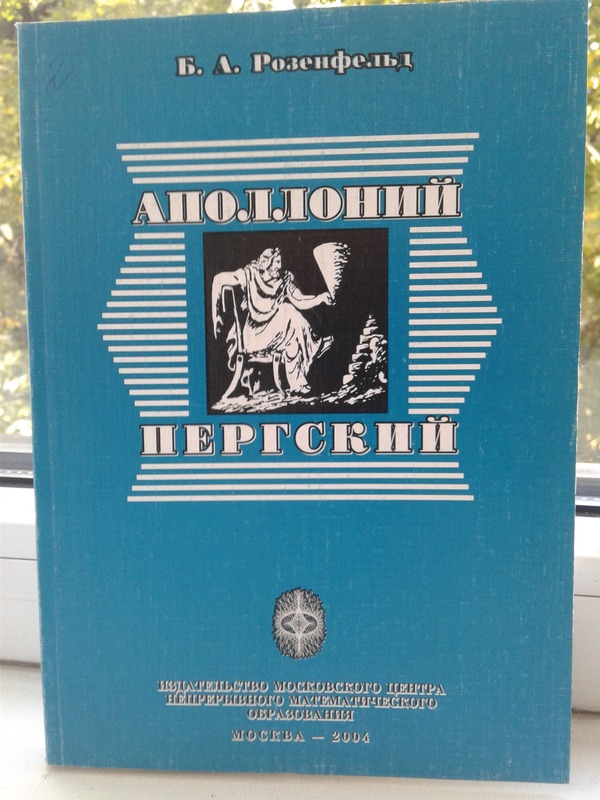 Б. А. Розенфельд
АПОЛЛОНИЙ
ПЕРГСКИЙ
ИЗДАТЕЛЬСТВО МОСКОВСКОГО ЦЕНТРА
НЕПРЕРЫВНОГО МАТЕМАТИЧЕСКОГО
ОБРАЗОВАНИЯ
МОСКВА — 2004